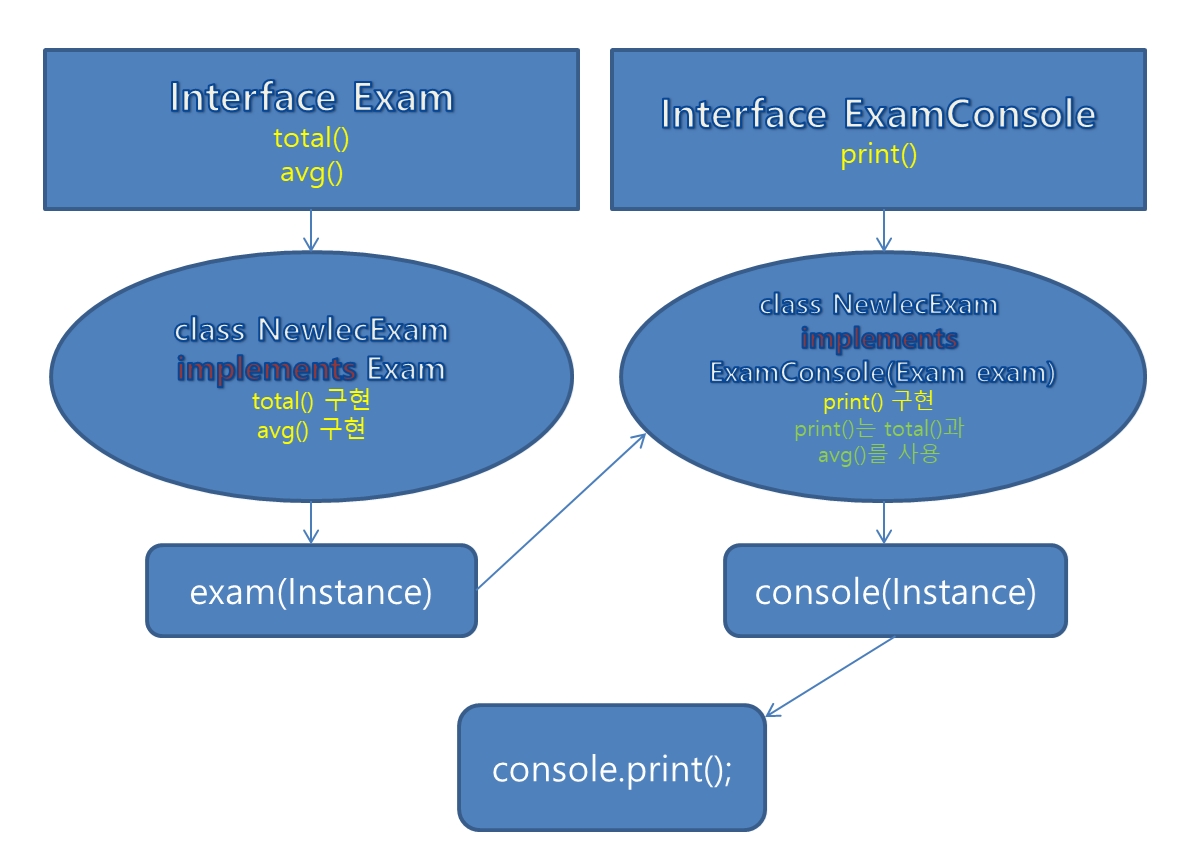 Interface Exam
total()
avg()
Interface ExamConsole
print()
class NewlecExam
implements Exam
total() 구현
avg() 구현
class NewlecExam
implements
ExamConsole(Exam exam)
print() 구현
print()는 total()과
avg()를 사용
exam(Instance)
console(Instance)
console.print();